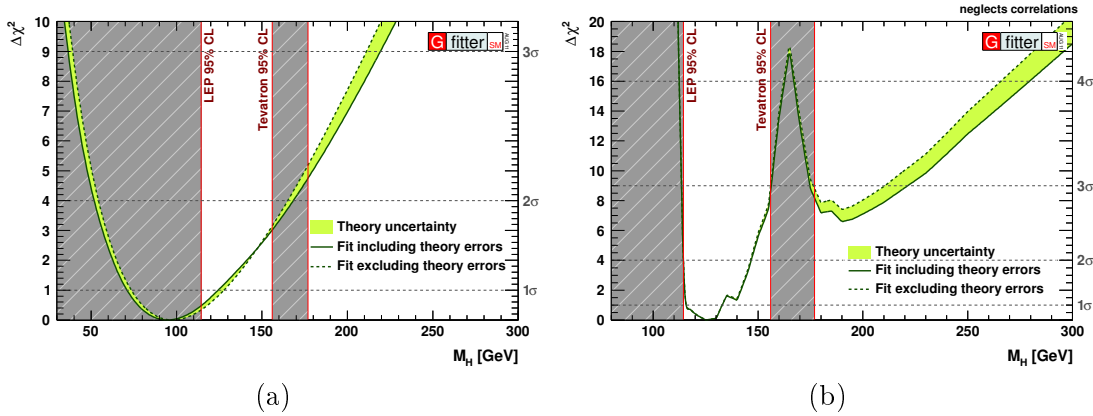 neglects correlations
Δχ²
10
9
8
7
6
5
4
3
2
1
0
50
100
150
200
250
300
M_H [GeV]
LEP 95% CL
Tevatron 95% CL
3σ
2σ
1σ
G fitter SM
Theory uncertainty
Fit including theory errors
Fit excluding theory errors
(a)
Δχ²
20
18
16
14
12
10
8
6
4
2
0
100
150
200
250
300
M_H [GeV]
LEP 95% CL
Tevatron 95% CL
4σ
3σ
2σ
1σ
G fitter SM
Theory uncertainty
Fit including theory errors
Fit excluding theory errors
(b)